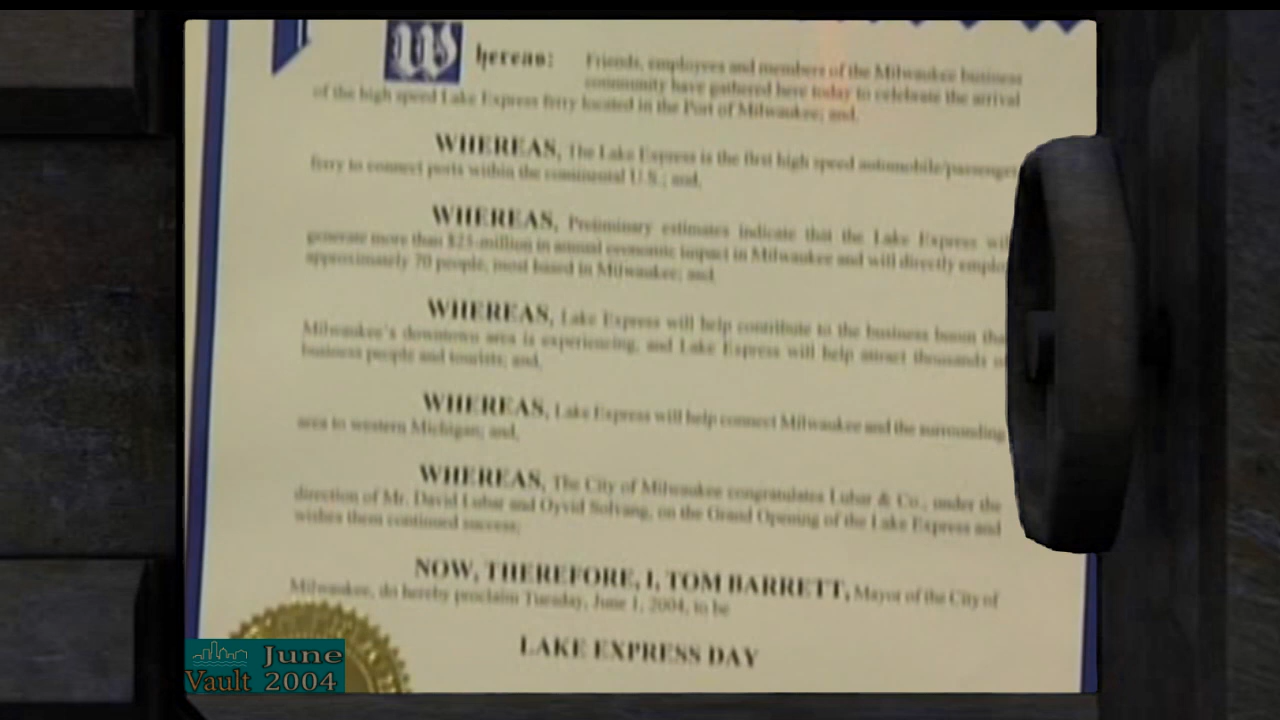 Whereas: Friends, employees and members of the Milwaukee business
community have gathered here today to celebrate the arrival
of the high speed Lake Express ferry located in the Port of Milwaukee; and,
WHEREAS, The Lake Express is the first high speed automobile/passenger
ferry to connect ports within the continental U.S.; and,
WHEREAS, Preliminary estimates indicate that the Lake Express will
generate more than $25-million in annual economic impact in Milwaukee and will directly emplo
approximately 70 people, most based in Milwaukee; and,
WHEREAS, Lake Express will help contribute to the business boom tha
Milwaukee's downtown area is experiencing, and Lake Express will help attract thousands o
business people and tourists; and,
WHEREAS, Lake Express will help connect Milwaukee and the surrounding
area to western Michigan; and,
WHEREAS, The City of Milwaukee congratulates Lubar & Co., under the
direction of Mr. David Lubar and Oyvid Solvang, on the Grand Opening of the Lake Express and
wishes them continued success;
NOW, THEREFORE, I, TOM BARRETT, Mayor of the City of
Milwaukee, do hereby proclaim Tuesday, June 1, 2004, to be
LAKE EXPRESS DAY
June
Vault 2004